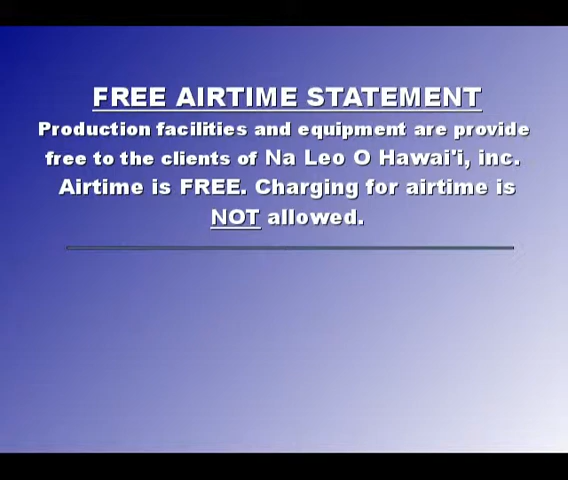 FREE AIRTIME STATEMENT
Production facilities and equipment are provide
free to the clients of Na Leo O Hawai'i, inc.
Airtime is FREE. Charging for airtime is
NOT allowed.